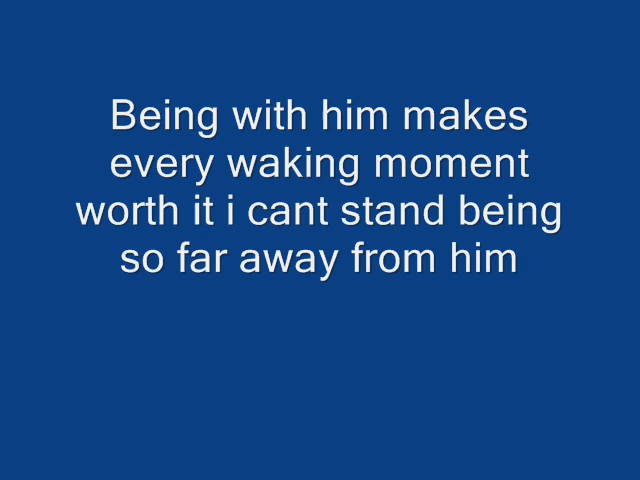 Being with him makes
every waking moment
worth it i cant stand being
so far away from him